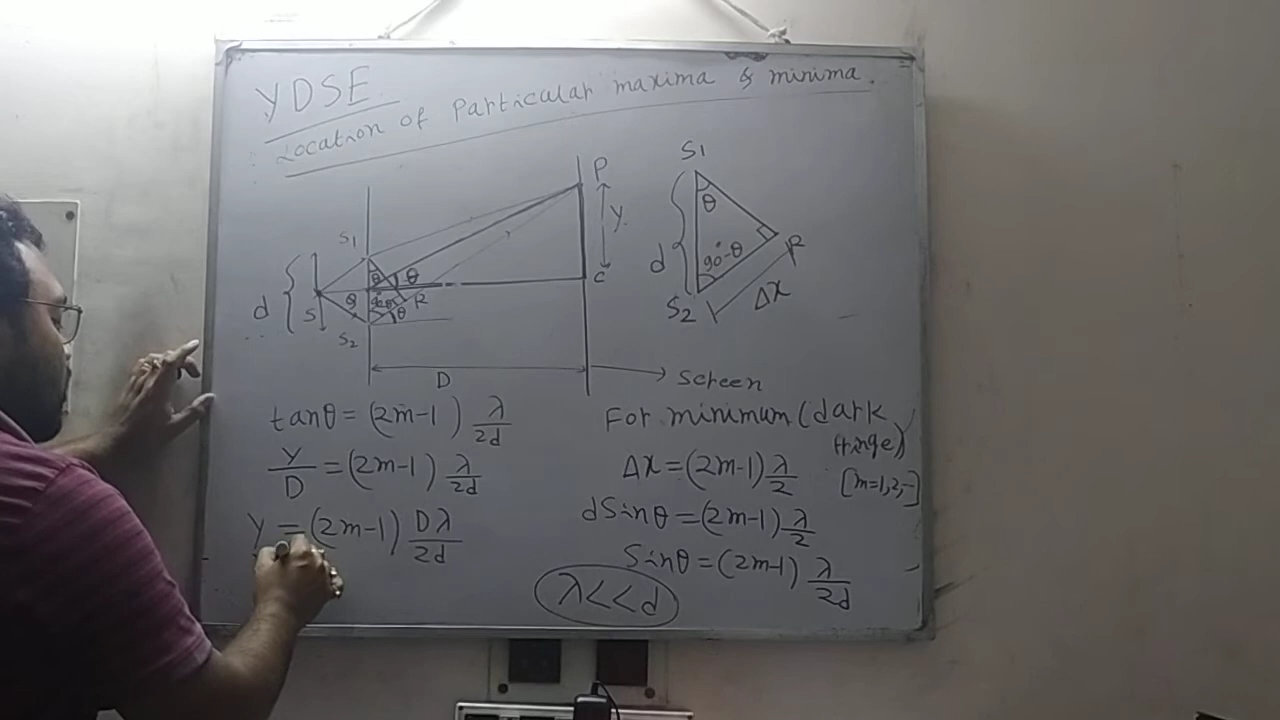 YDSE
Location of Particular maxima & minima.
S1
P
θ
y
S1
d
90°-θ
θ
θ
C
R
d
S
Q
90-θ
R
θ
S2
Δx
S2
D
Screen
tanθ = (2m-1) λ/2d
For minimum (dark
fringe)
y/D = (2m-1) λ/2d
Δx = (2m-1) λ/2
[m=1,2,-]
y = (2m-1) Dλ/2d
dSinθ = (2m-1) λ/2
Sinθ = (2m-1) λ/2d
λ<<d